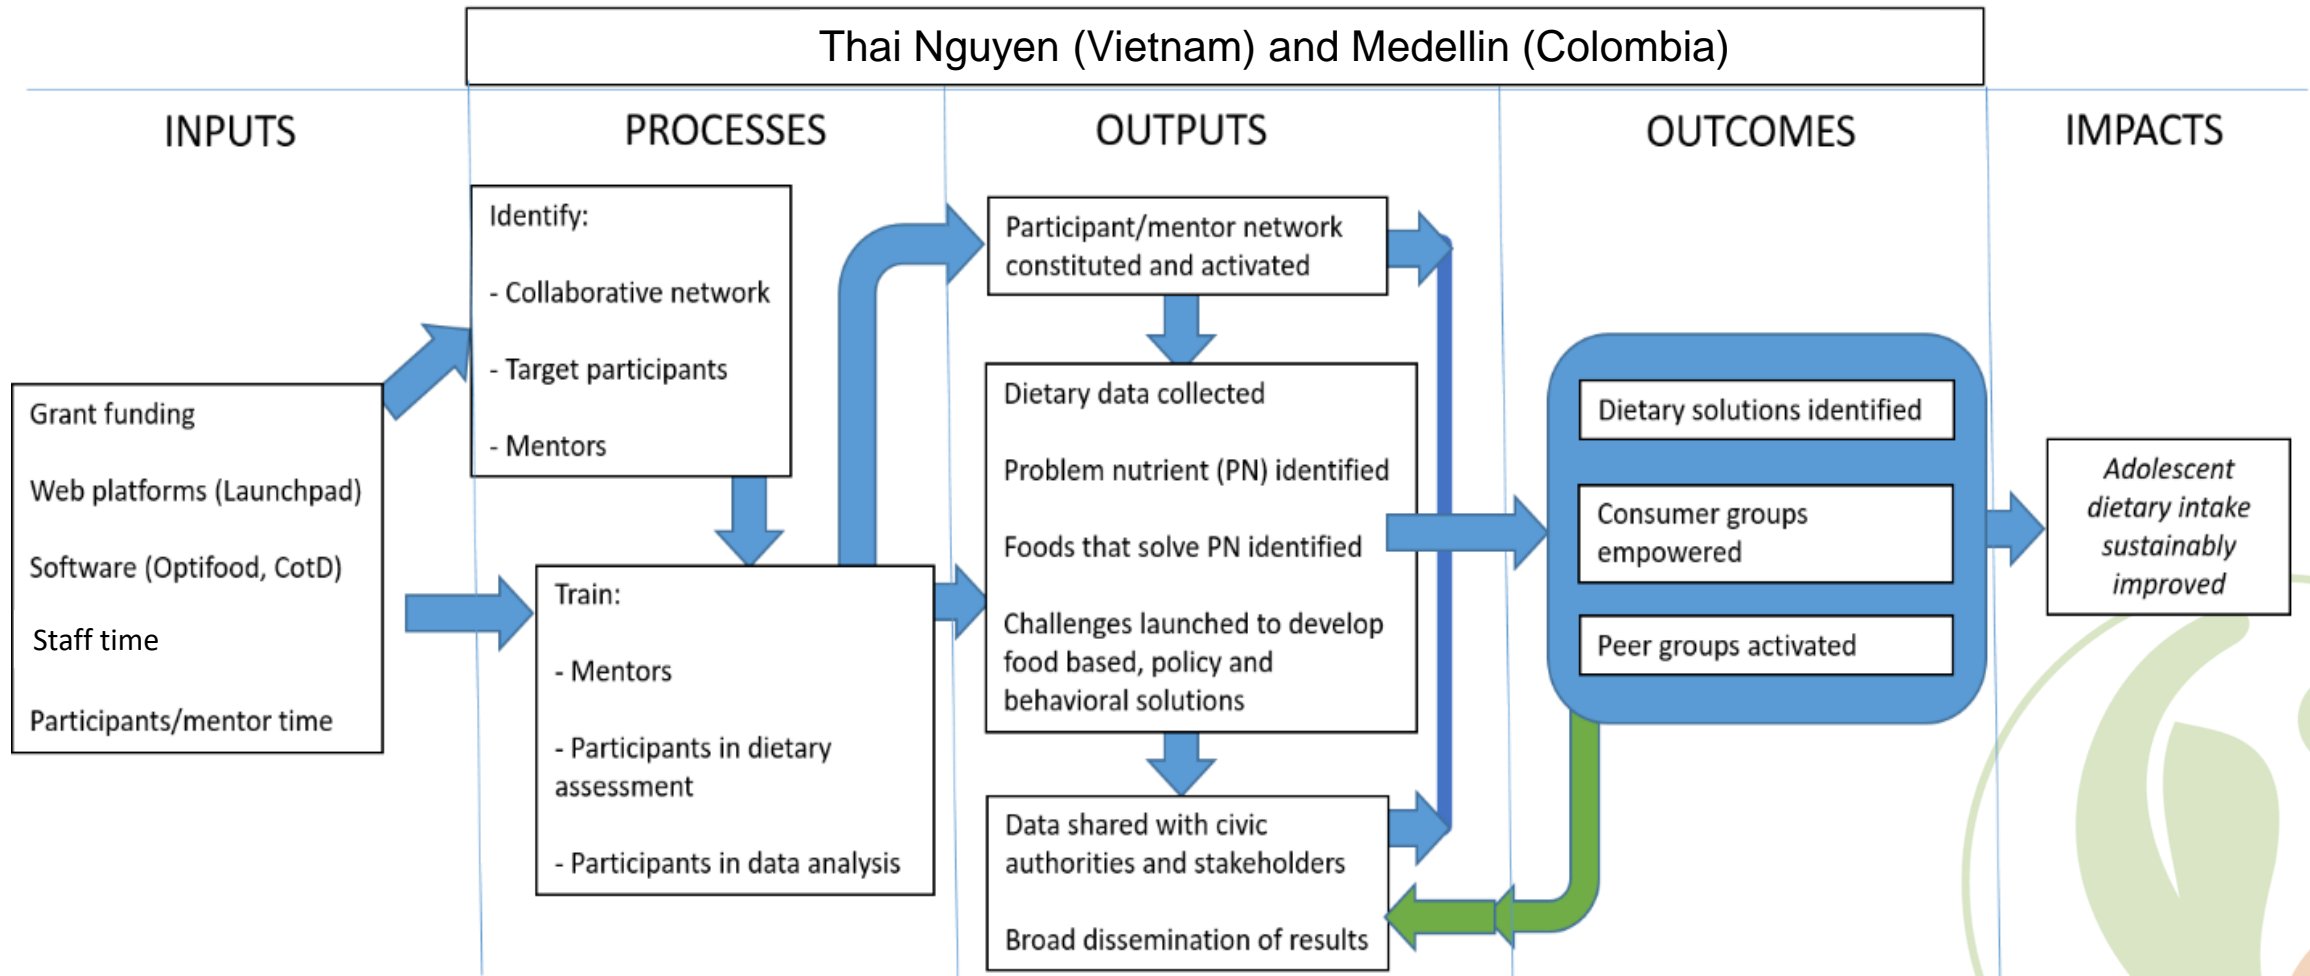 Thai Nguyen (Vietnam) and Medellin (Colombia)
INPUTS
PROCESSES
OUTPUTS
OUTCOMES
IMPACTS
Grant funding
Web platforms (Launchpad)
Software (Optifood, CotD)
Staff time
Participants/mentor time
Identify:
- Collaborative network
- Target participants
- Mentors
Train:
- Mentors
- Participants in dietary
assessment
- Participants in data analysis
Participant/mentor network
constituted and activated
Dietary data collected
Problem nutrient (PN) identified
Foods that solve PN identified
Challenges launched to develop
food based, policy and
behavioral solutions
Data shared with civic
authorities and stakeholders
Broad dissemination of results
Dietary solutions identified
Consumer groups
empowered
Peer groups activated
Adolescent
dietary intake
sustainably
improved